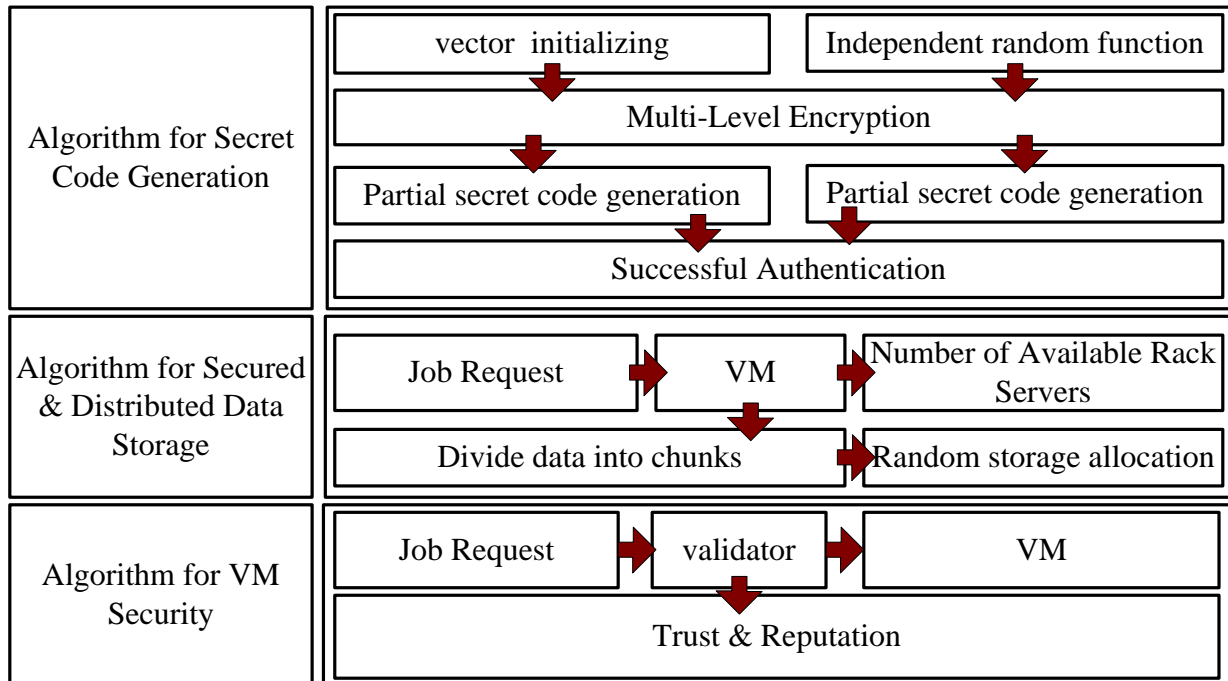 Algorithm for Secret
Code Generation
vector initializing
Independent random function
Multi-Level Encryption
Partial secret code generation
Partial secret code generation
Successful Authentication
Algorithm for Secured
& Distributed Data
Storage
Job Request
VM
Number of Available Rack
Servers
Divide data into chunks
Random storage allocation
Algorithm for VM
Security
Job Request
validator
VM
Trust & Reputation